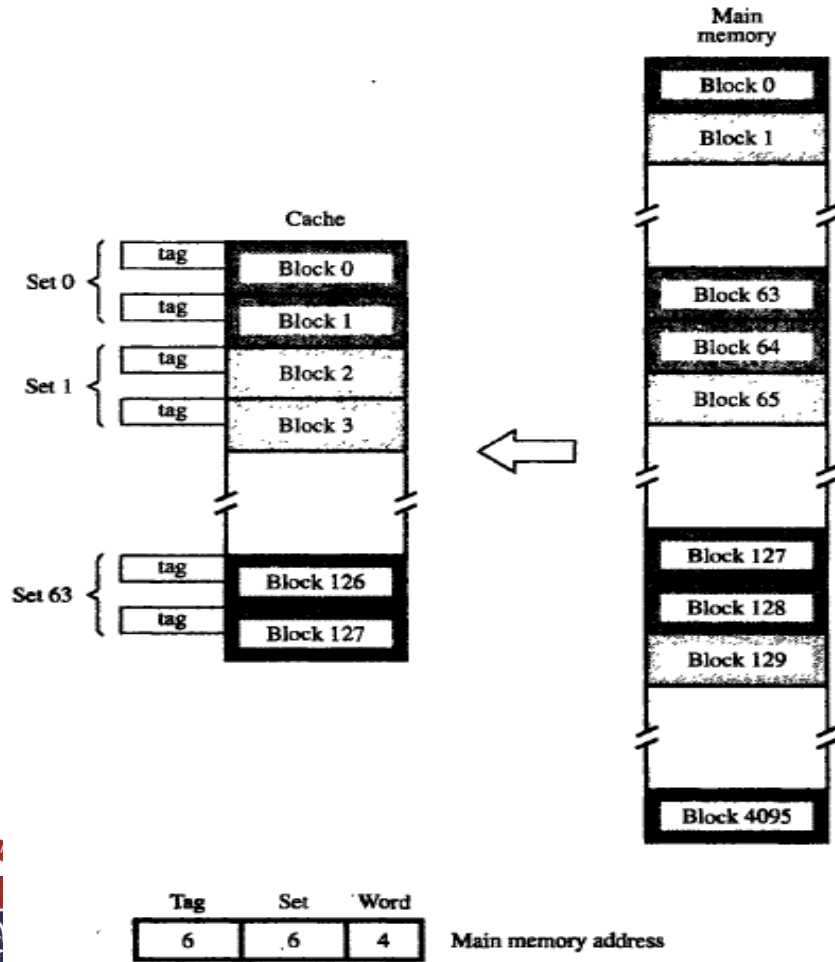 Main
memory
Block 0
Block 1
Cache
tag
Block 0
Set 0
Block 63
tag
Block 1
Block 64
tag
Block 2
Set 1
Block 65
tag
Block 3
Block 127
tag
Block 126
Set 63
Block 128
tag
Block 127
Block 129
Block 4095
Tag Set Word
6 6 4 Main memory address